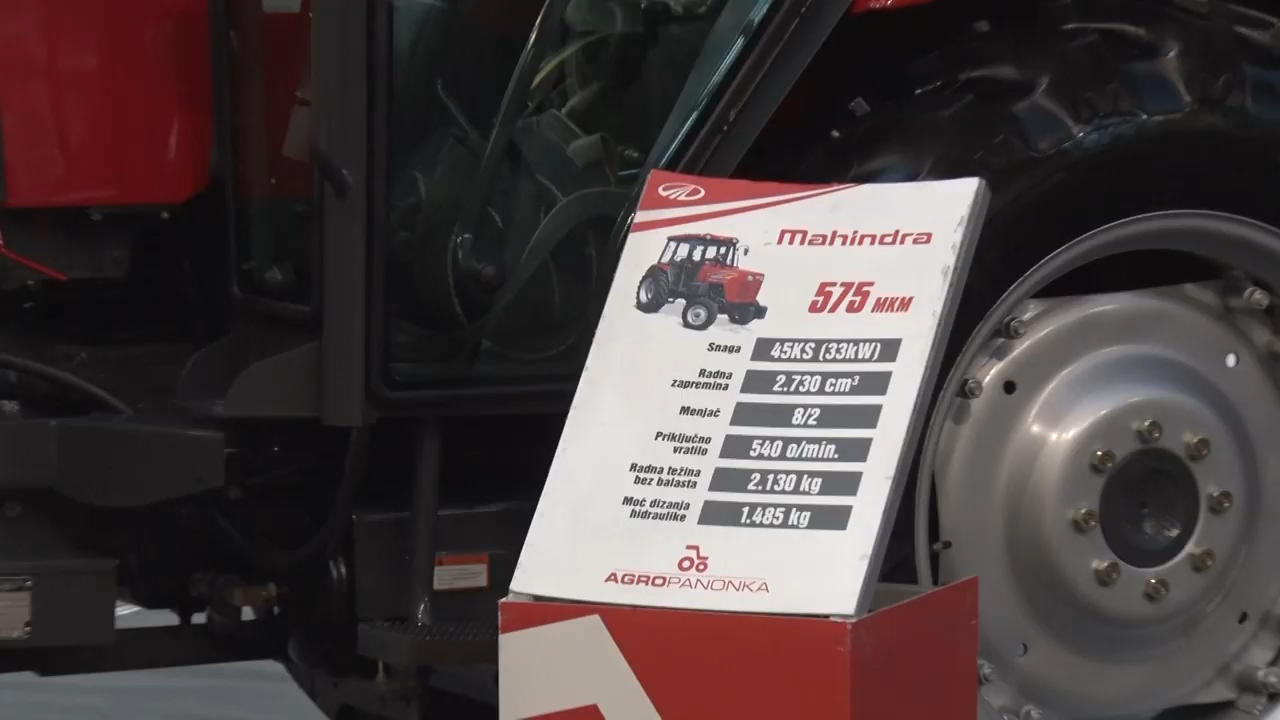 Mahindra
575 MKM
Snaga 45KS (33kW)
Radna
zapremina 2.730 cm³
Menjač 8/2
Priključno
vratilo 540 o/min.
Radna težina
bez balasta 2.130 kg
Moć dizanja
hidraulike 1.485 kg
AGROPANONKA